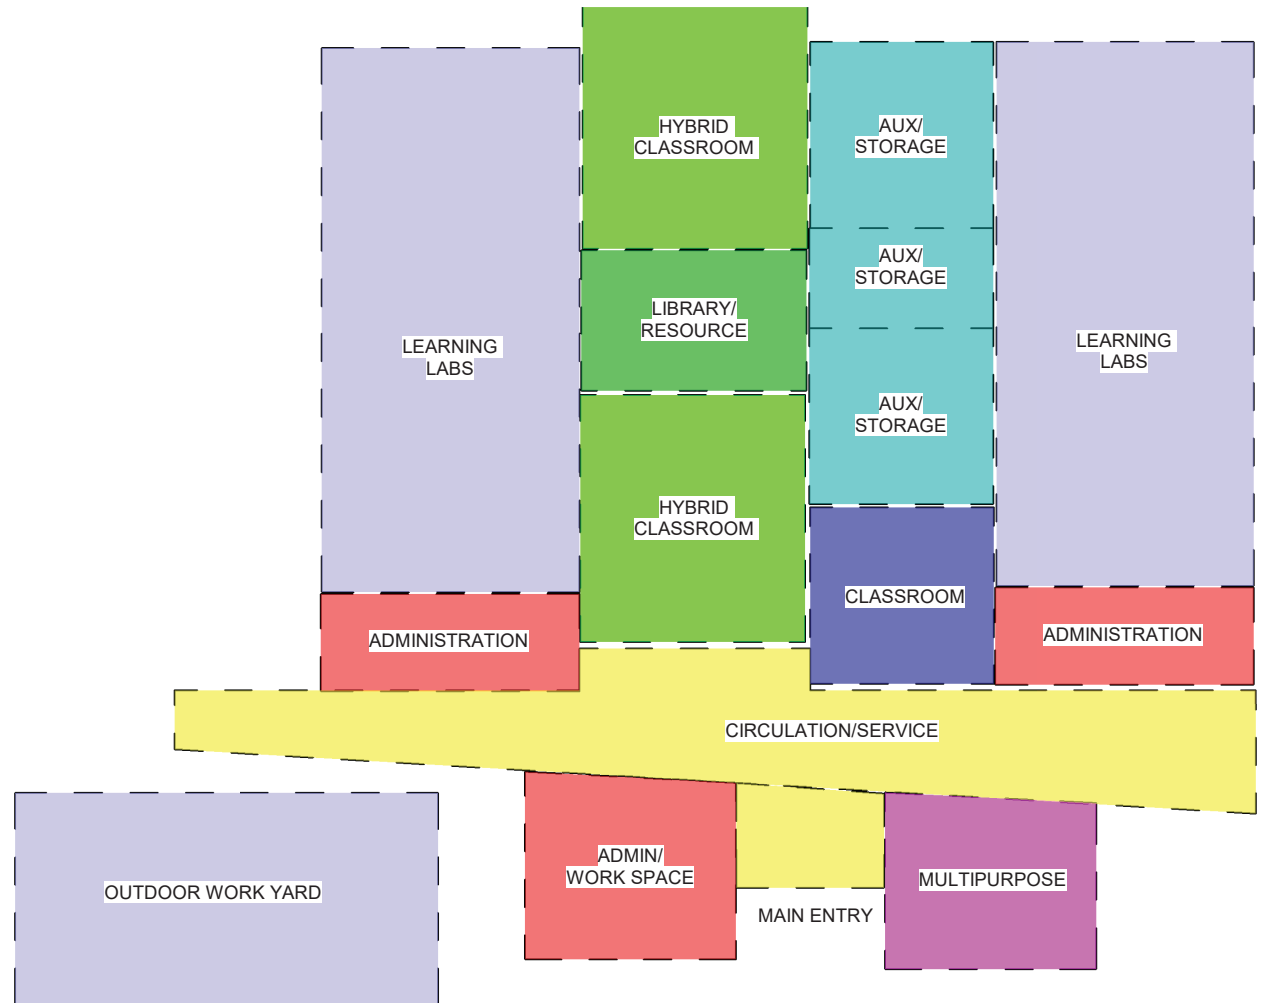 HYBRID
CLASSROOM
AUX/
STORAGE
AUX/
STORAGE
LIBRARY/
RESOURCE
LEARNING
LABS
LEARNING
LABS
AUX/
STORAGE
HYBRID
CLASSROOM
CLASSROOM
ADMINISTRATION
ADMINISTRATION
CIRCULATION/SERVICE
ADMIN/
WORK SPACE
MULTIPURPOSE
OUTDOOR WORK YARD
MAIN ENTRY